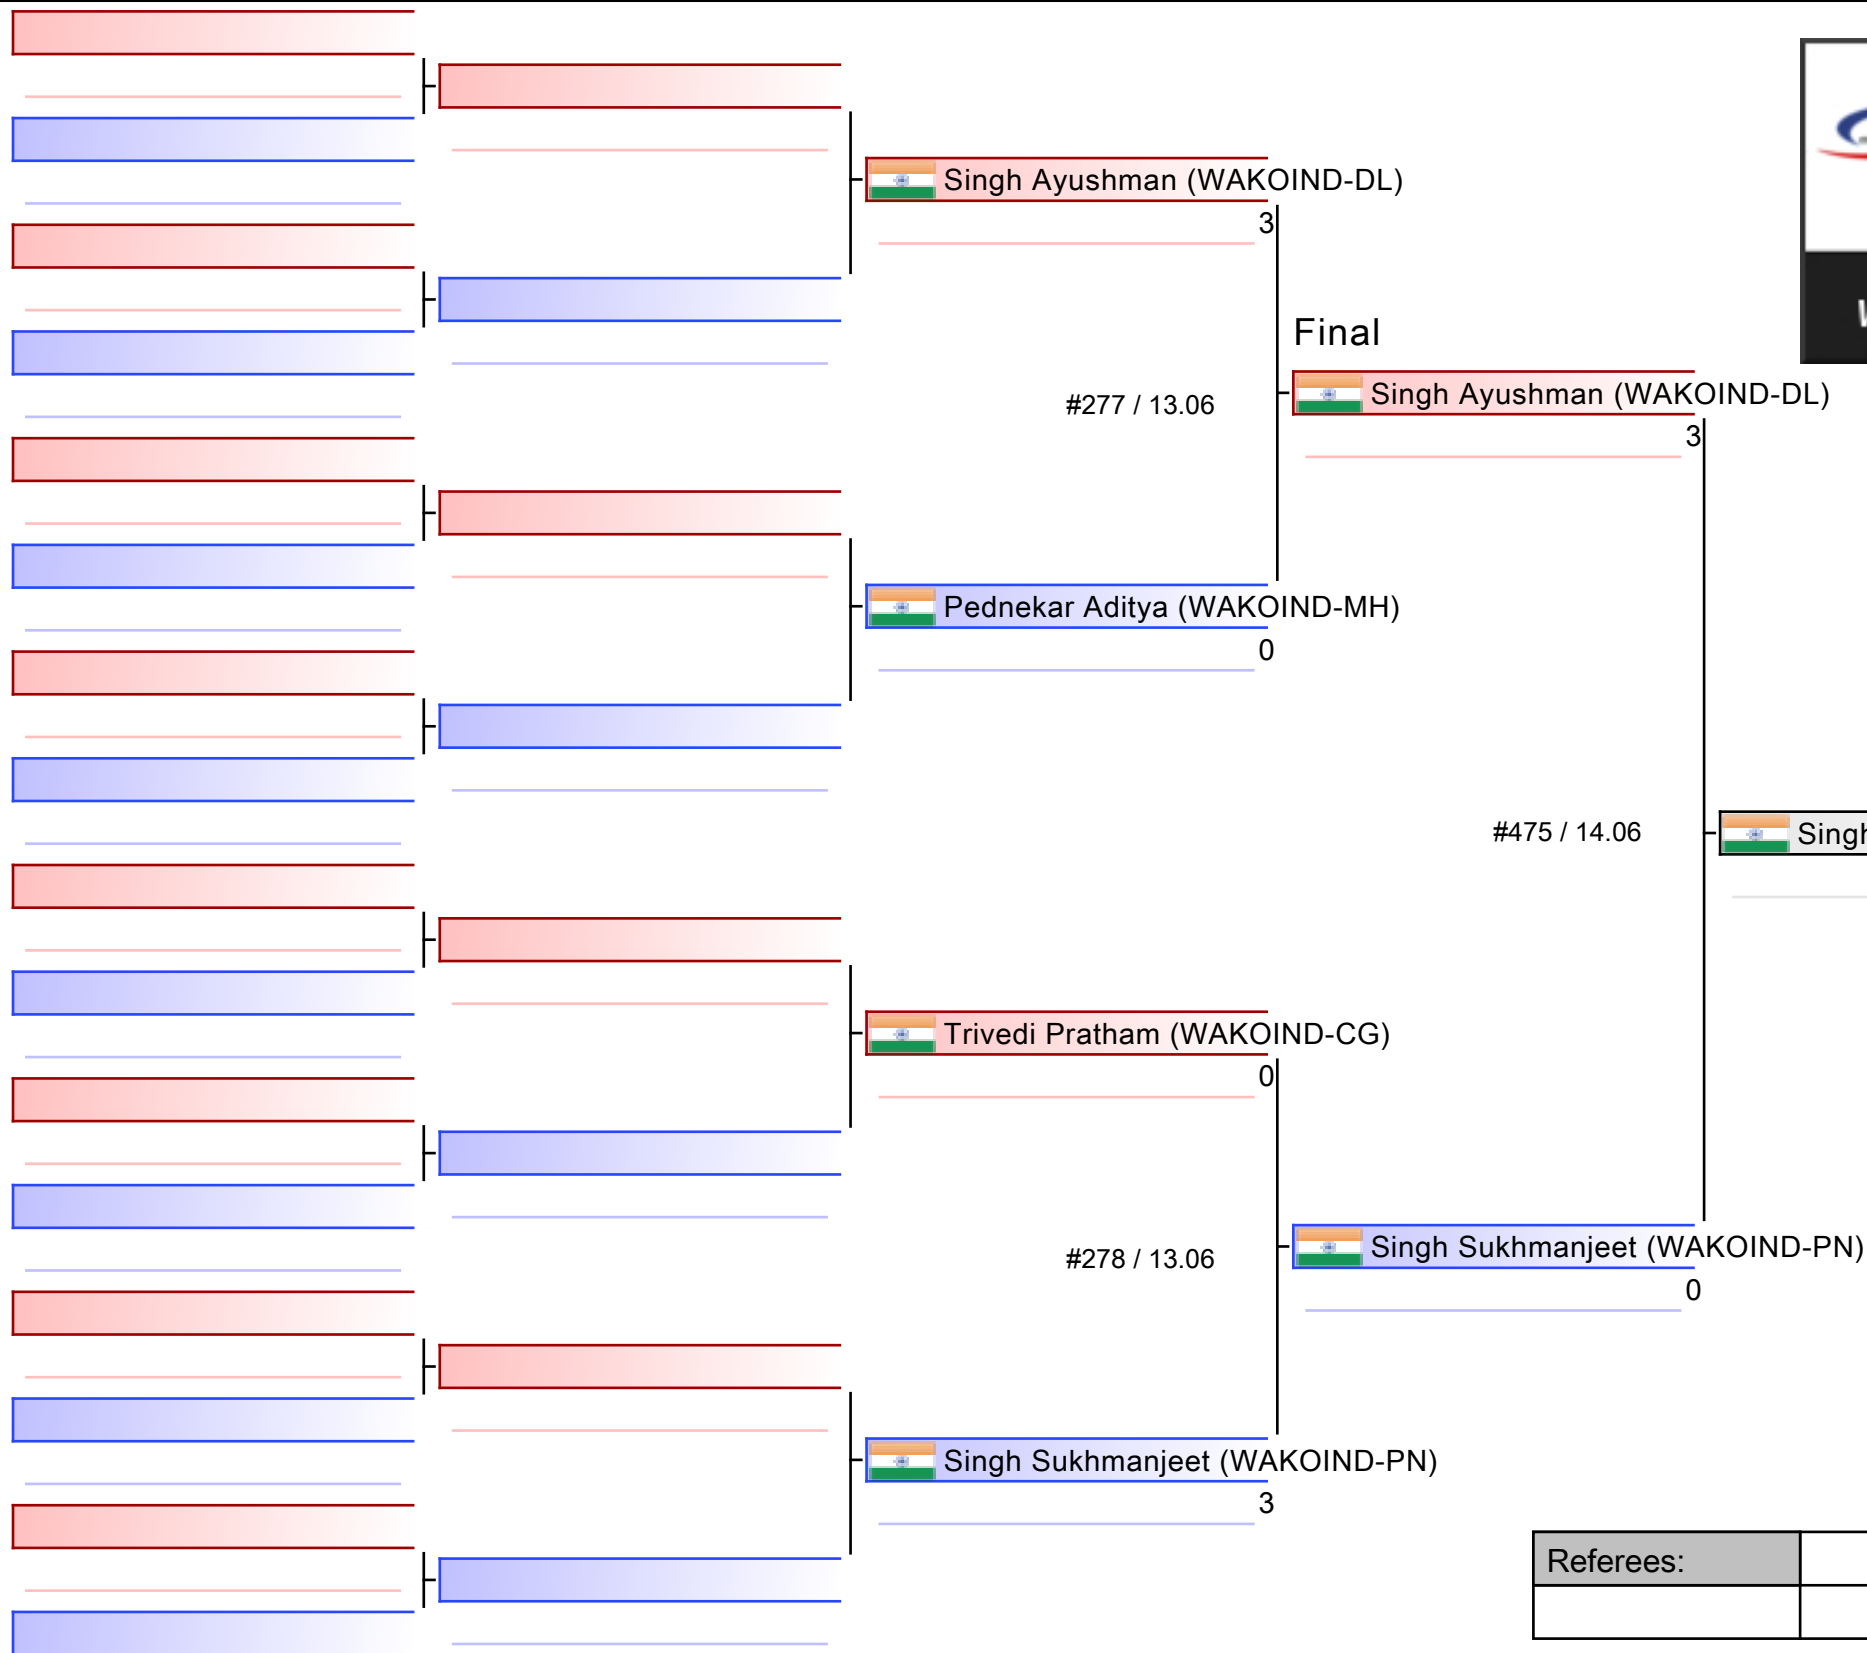 Singh Ayushman (WAKOIND-DL)
3
Final
#277 / 13.06
Singh Ayushman (WAKOIND-DL)
3
Pednekar Aditya (WAKOIND-MH)
0
#475 / 14.06
Singh
Trivedi Pratham (WAKOIND-CG)
0
#278 / 13.06
Singh Sukhmanjeet (WAKOIND-PN)
0
Singh Sukhmanjeet (WAKOIND-PN)
3
Referees: